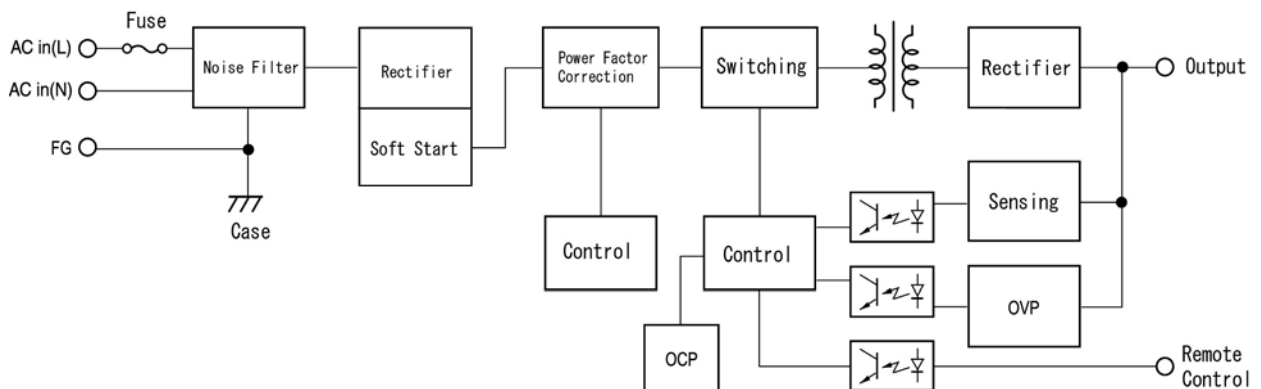 Fuse
AC in(L)
AC in(N)
FG
Noise Filter
Case
Rectifier
Soft Start
Power Factor
Correction
Control
Switching
Control
OCP
Rectifier
Sensing
OVP
Output
Remote
Control